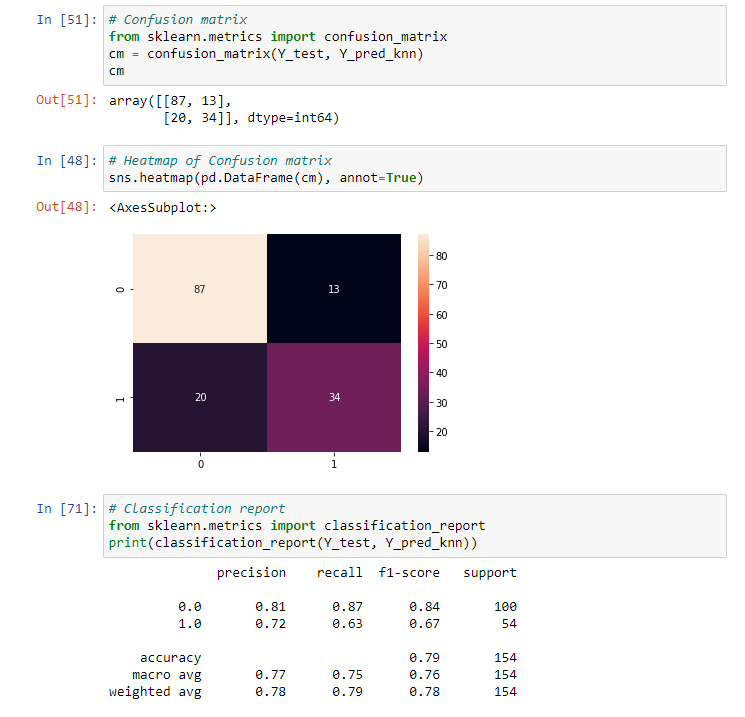 In [51]: # Confusion matrix
from sklearn.metrics import confusion_matrix
cm = confusion_matrix(Y_test, Y_pred_knn)
cm
Out[51]: array([[87, 13],
[20, 34]], dtype=int64)
In [48]: # Heatmap of Confusion matrix
sns.heatmap(pd.DataFrame(cm), annot=True)
Out[48]: <AxesSubplot:>
0
87
13
1
20
34
0
1
80
70
60
50
40
30
20
In [71]: # Classification report
from sklearn.metrics import classification_report
print(classification_report(Y_test, Y_pred_knn))
precision recall f1-score support
0.0 0.81 0.87 0.84 100
1.0 0.72 0.63 0.67 54
accuracy 0.79 154
macro avg 0.77 0.75 0.76 154
weighted avg 0.78 0.79 0.78 154